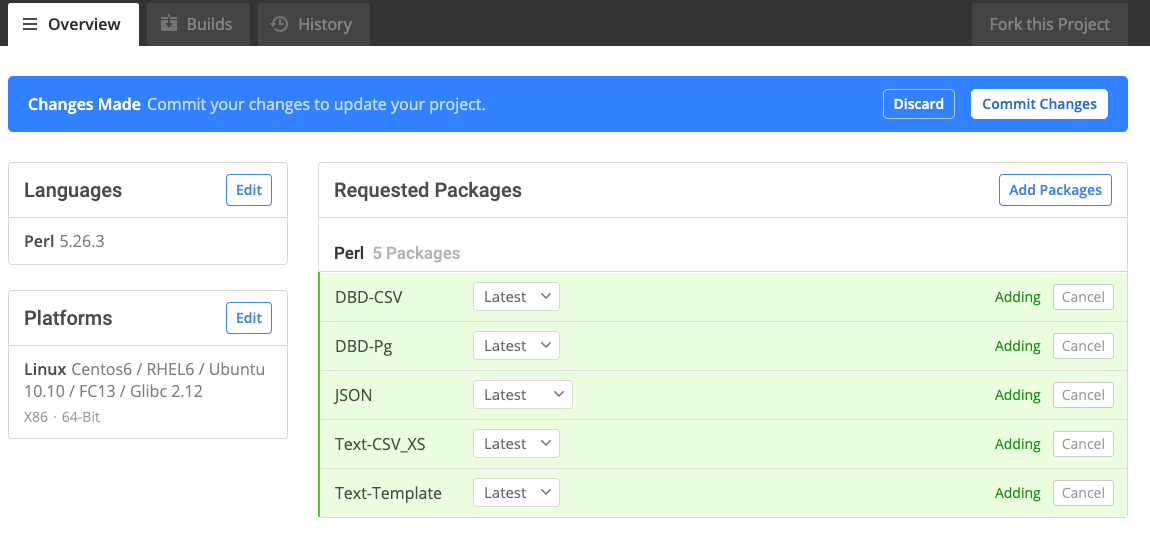 Overview Builds History Fork this Project
Changes Made Commit your changes to update your project. Discard Commit Changes
Languages Edit
Perl 5.26.3
Platforms Edit
Linux Centos6 / RHEL6 / Ubuntu
10.10 / FC13 / Glibc 2.12
X86 · 64-Bit
Requested Packages Add Packages
Perl 5 Packages
DBD-CSV Latest Adding Cancel
DBD-Pg Latest Adding Cancel
JSON Latest Adding Cancel
Text-CSV_XS Latest Adding Cancel
Text-Template Latest Adding Cancel